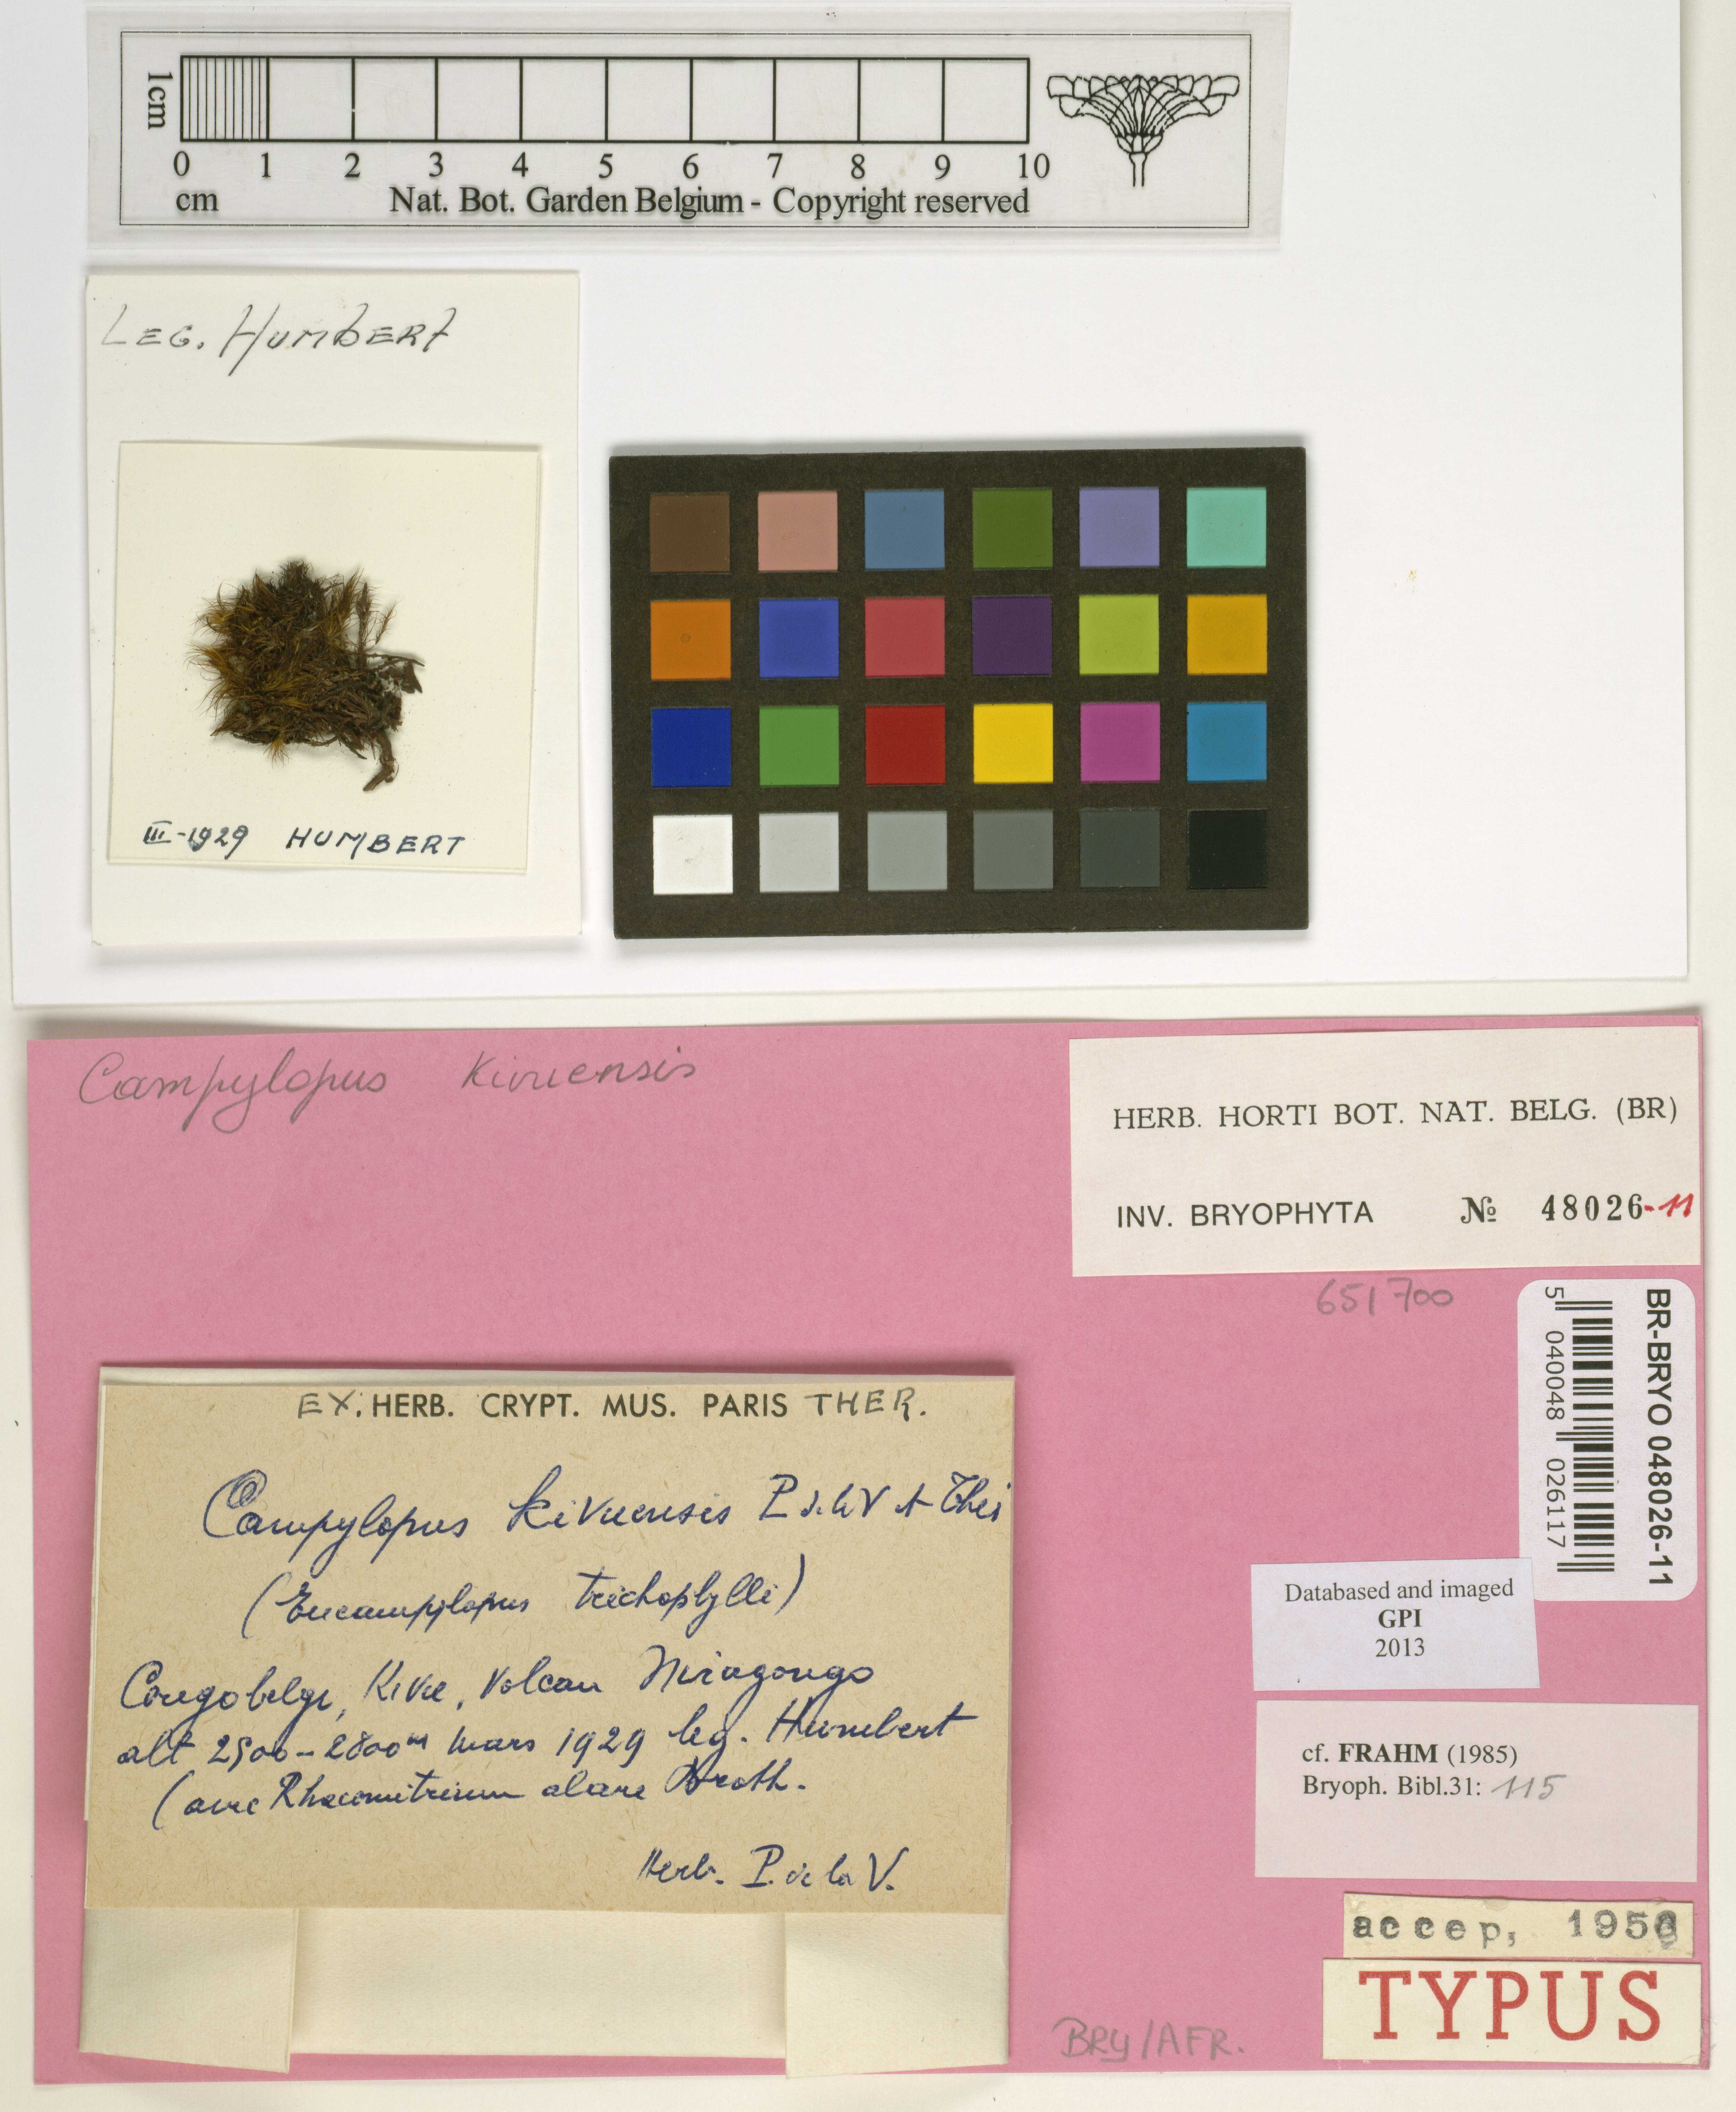 1cm
0 1 2 3 4 5 6 7 8 9 10
cm Nat. Bot. Garden Belgium - Copyright reserved
LEG. HUMBERT
III-1929 HUMBERT
Campylopus kivuensis
HERB. HORTI BOT. NAT. BELG. (BR)
INV. BRYOPHYTA № 48026-11
651700
BR-BRYO 048026-11
5 040048 026117
EX. HERB. CRYPT. MUS. PARIS THER.
Campylopus kivuensis P de la V et Ther
(Eucampylopus trichophylli)
Congo belge, Kivu, Volcan Niragongo
alt 2500-2800m mars 1929 leg. Humbert
(avec Rhacomitrium alare Broth.
Herb. P. de la V.
Databased and imaged
GPI
2013
cf. FRAHM (1985)
Bryoph. Bibl.31: 115
accep, 195
TYPUS
BRY/AFR.